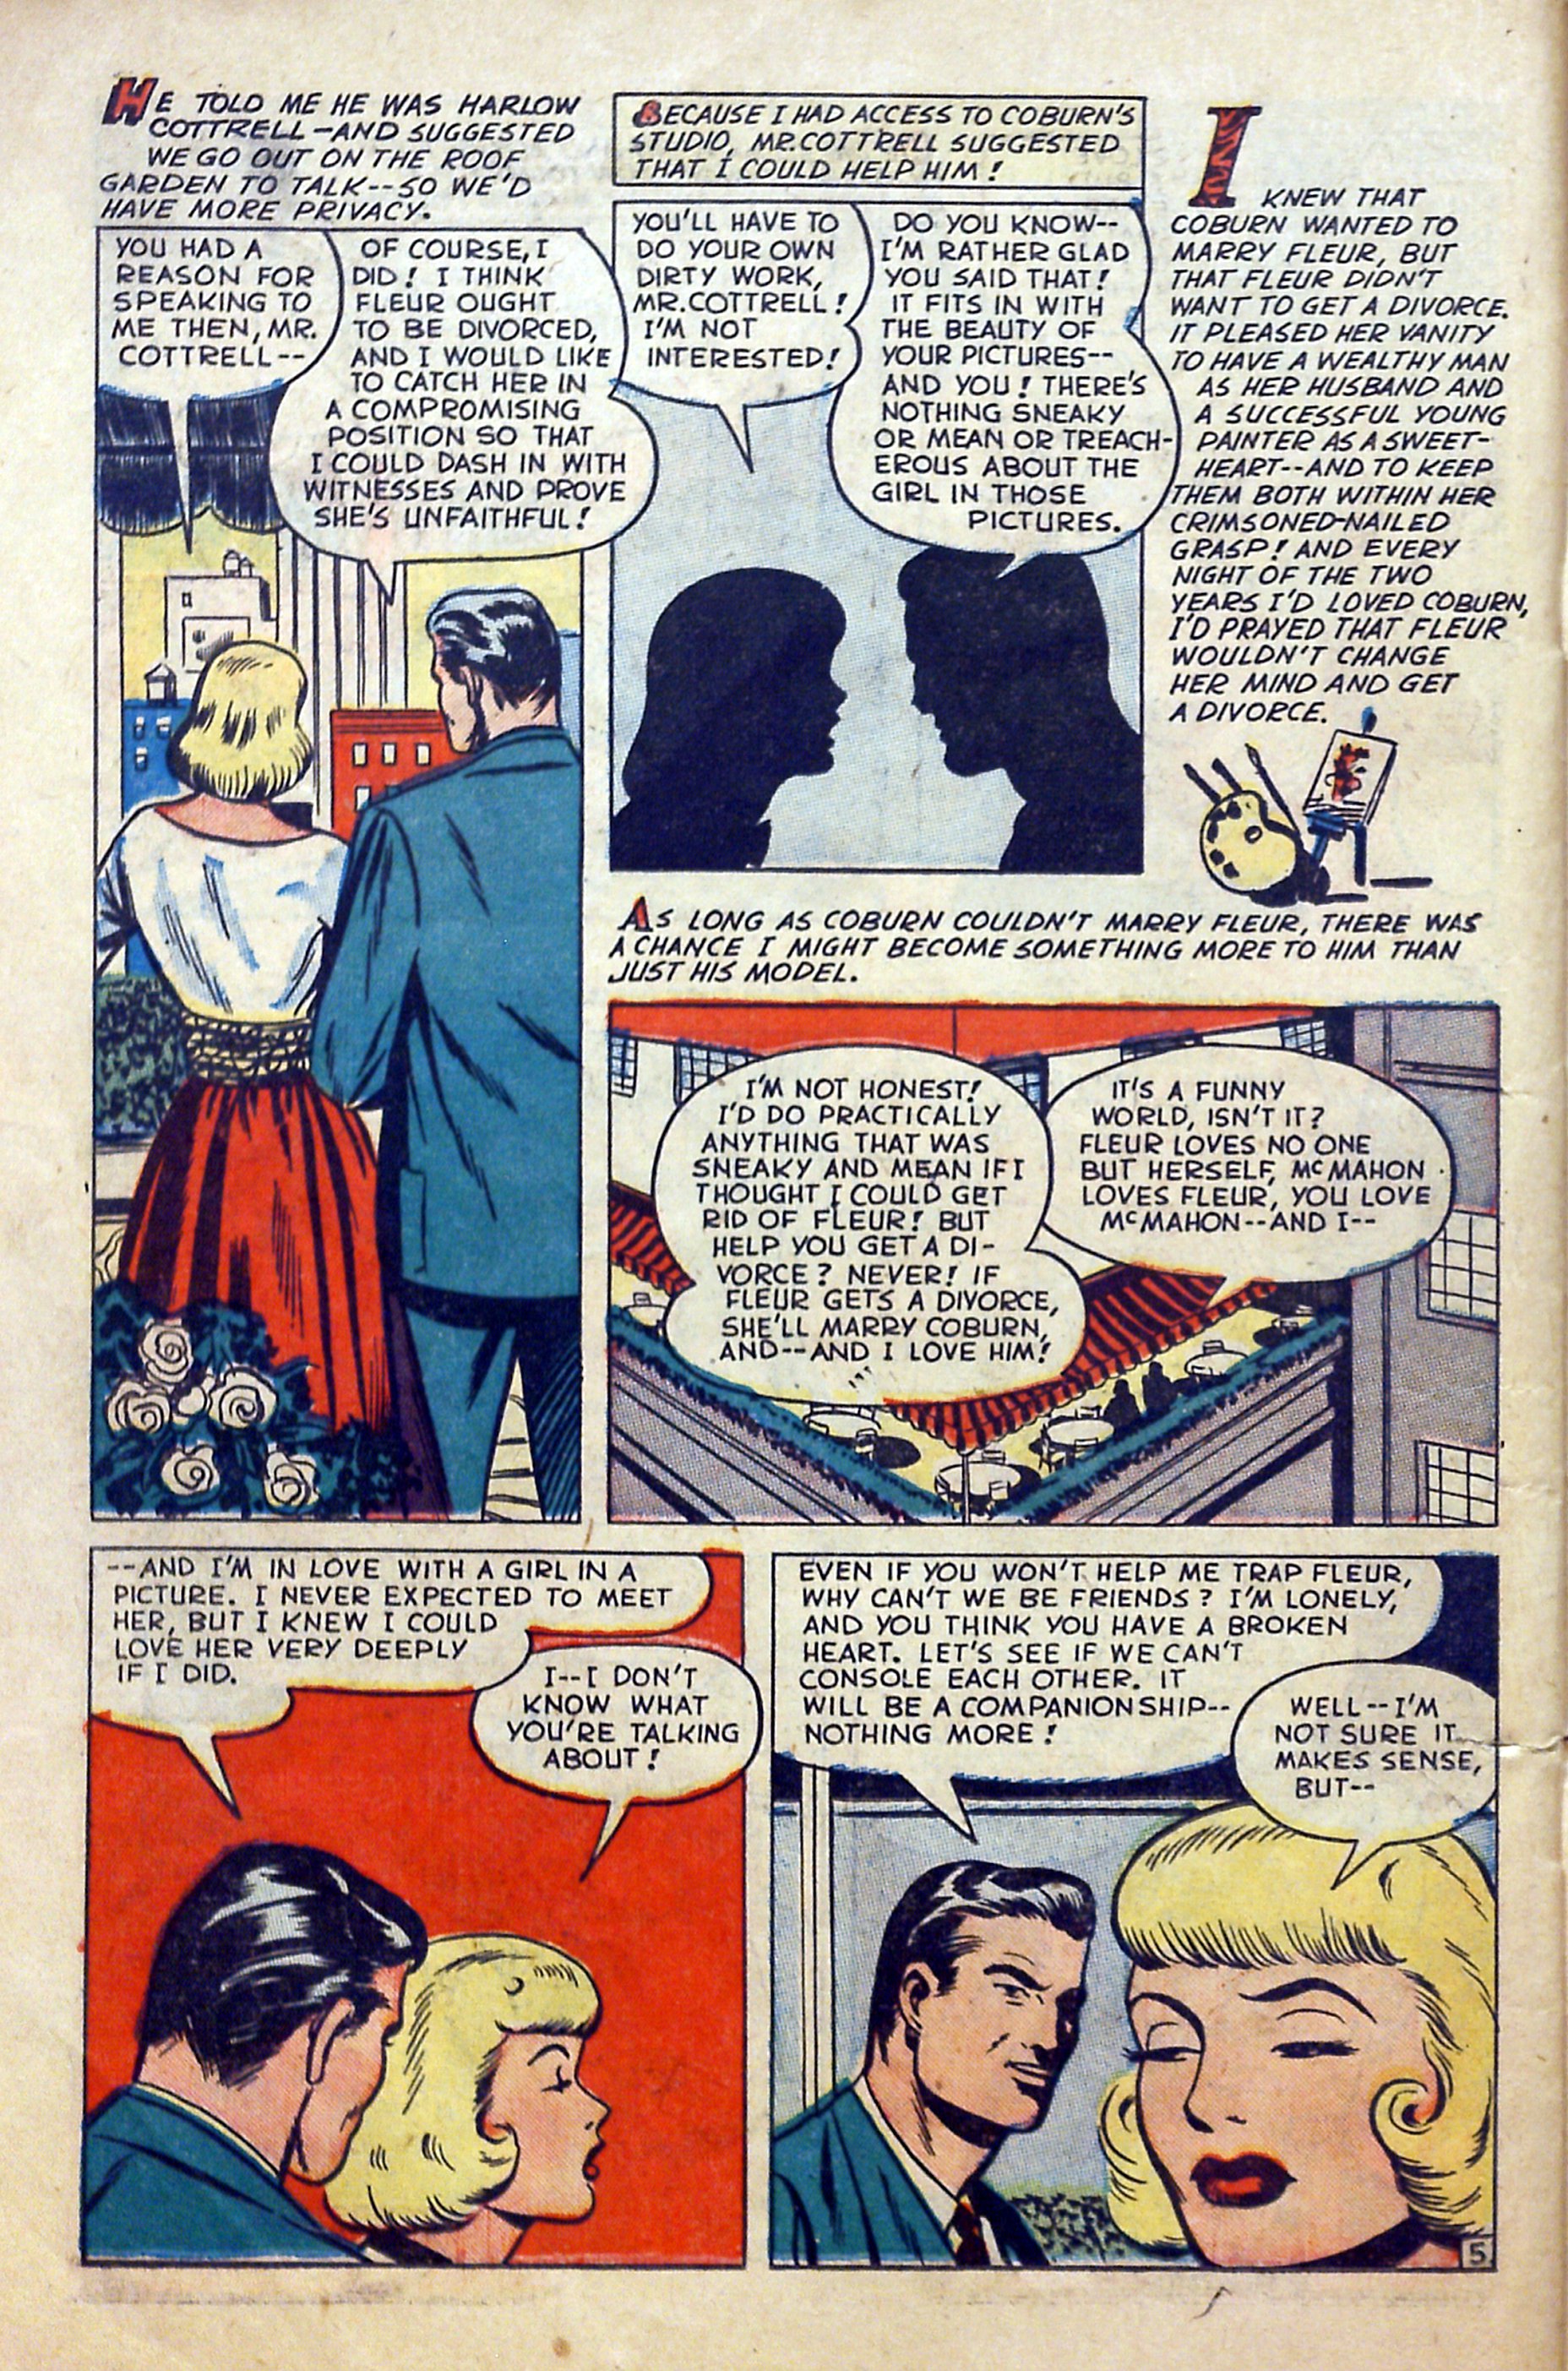 HE TOLD ME HE WAS HARLOW
COTTRELL—AND SUGGESTED
WE GO OUT ON THE ROOF
GARDEN TO TALK--SO WE'D
HAVE MORE PRIVACY.
YOU HAD A
REASON FOR
SPEAKING TO
ME THEN, MR.
COTTRELL--
OF COURSE, I
DID! I THINK
FLEUR OUGHT
TO BE DIVORCED,
AND I WOULD LIKE
TO CATCH HER IN
A COMPROMISING
POSITION SO THAT
I COULD DASH IN WITH
WITNESSES AND PROVE
SHE'S UNFAITHFUL!
BECAUSE I HAD ACCESS TO COBURN'S
STUDIO, MR. COTTRELL SUGGESTED
THAT I COULD HELP HIM!
YOU'LL HAVE TO
DO YOUR OWN
DIRTY WORK,
MR. COTTRELL!
I'M NOT
INTERESTED!
DO YOU KNOW--
I'M RATHER GLAD
YOU SAID THAT!
IT FITS IN WITH
THE BEAUTY OF
YOUR PICTURES--
AND YOU! THERE'S
NOTHING SNEAKY
OR MEAN OR TREACH-
EROUS ABOUT THE
GIRL IN THOSE
PICTURES.
I KNEW THAT
COBURN WANTED TO
MARRY FLEUR, BUT
THAT FLEUR DIDN'T
WANT TO GET A DIVORCE.
IT PLEASED HER VANITY
TO HAVE A WEALTHY MAN
AS HER HUSBAND AND
A SUCCESSFUL YOUNG
PAINTER AS A SWEET-
HEART--AND TO KEEP
THEM BOTH WITHIN HER
CRIMSONED-NAILED
GRASP! AND EVERY
NIGHT OF THE TWO
YEARS I'D LOVED COBURN,
I'D PRAYED THAT FLEUR
WOULDN'T CHANGE
HER MIND AND GET
A DIVORCE.
AS LONG AS COBURN COULDN'T MARRY FLEUR, THERE WAS
A CHANCE I MIGHT BECOME SOMETHING MORE TO HIM THAN
JUST HIS MODEL.
I'M NOT HONEST!
I'D DO PRACTICALLY
ANYTHING THAT WAS
SNEAKY AND MEAN IF I
THOUGHT I COULD GET
RID OF FLEUR! BUT
HELP YOU GET A DI-
VORCE? NEVER! IF
FLEUR GETS A DIVORCE,
SHE'LL MARRY COBURN,
AND--AND I LOVE HIM!
IT'S A FUNNY
WORLD, ISN'T IT?
FLEUR LOVES NO ONE
BUT HERSELF, McMAHON
LOVES FLEUR, YOU LOVE
McMAHON--AND I--
--AND I'M IN LOVE WITH A GIRL IN A
PICTURE. I NEVER EXPECTED TO MEET
HER, BUT I KNEW I COULD
LOVE HER VERY DEEPLY
IF I DID.
I--I DON'T
KNOW WHAT
YOU'RE TALKING
ABOUT!
EVEN IF YOU WON'T HELP ME TRAP FLEUR,
WHY CAN'T WE BE FRIENDS? I'M LONELY,
AND YOU THINK YOU HAVE A BROKEN
HEART. LET'S SEE IF WE CAN'T
CONSOLE EACH OTHER. IT
WILL BE A COMPANIONSHIP--
NOTHING MORE!
WELL--I'M
NOT SURE IT
MAKES SENSE,
BUT--
5